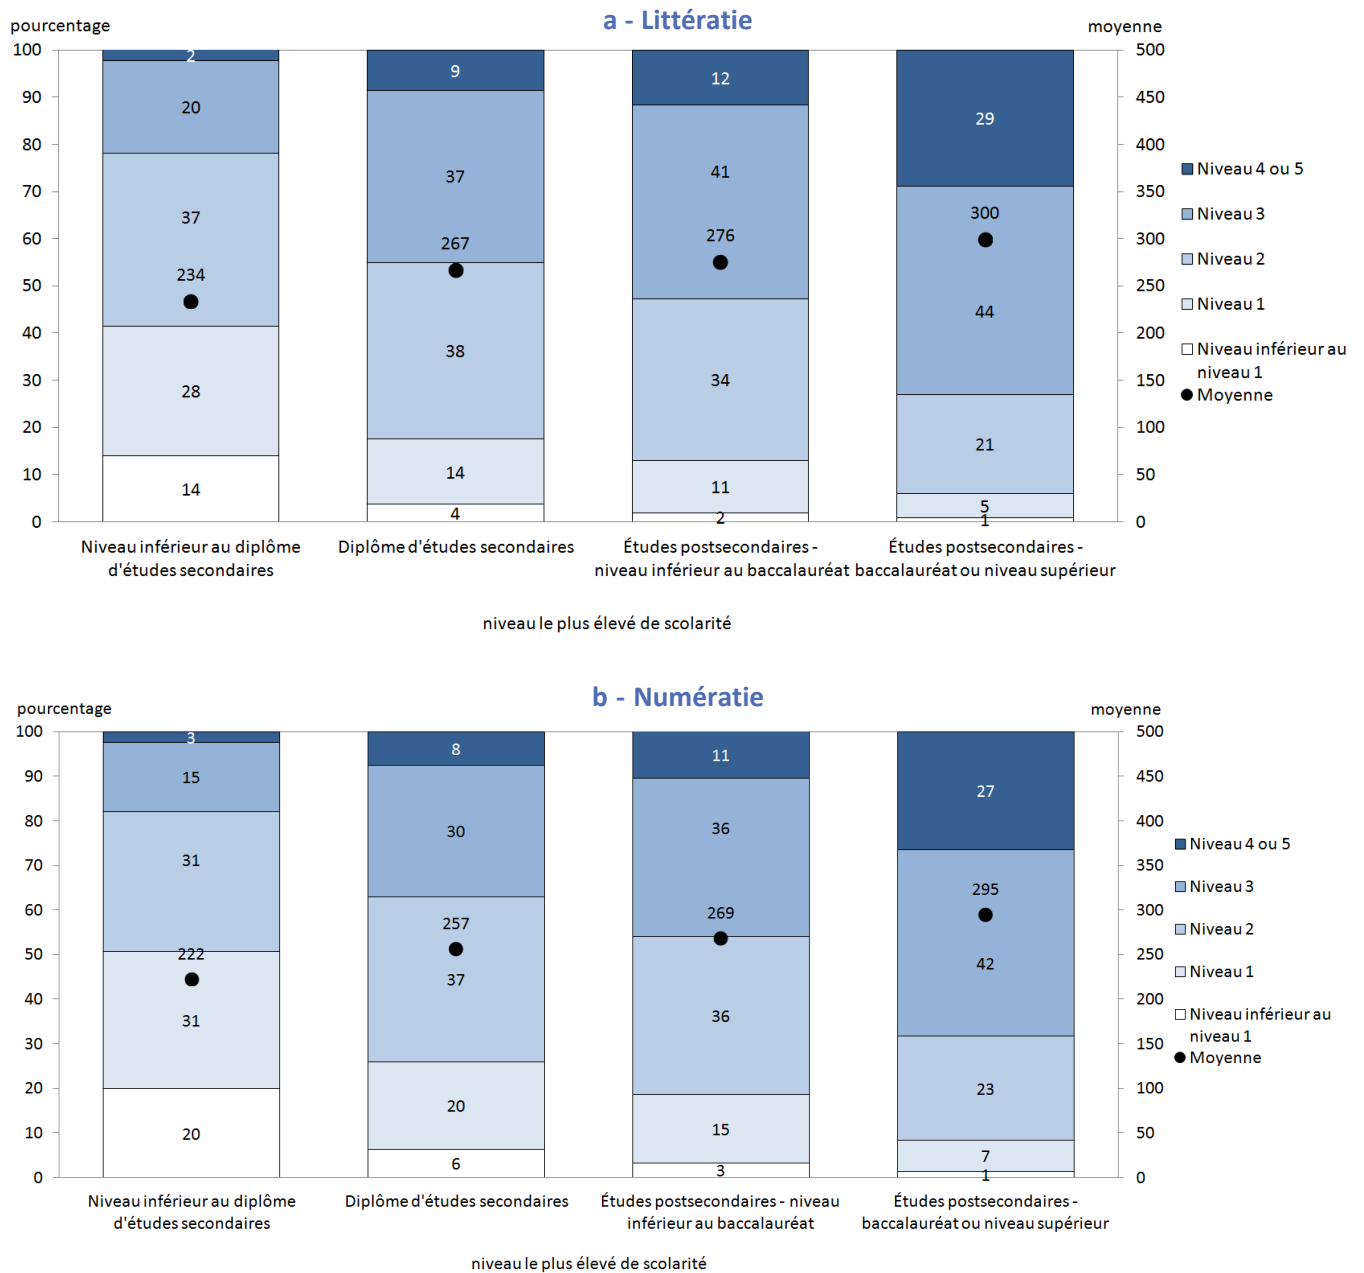 a - Littératie
pourcentage
moyenne
100
90
80
70
60
50
40
30
20
10
0
2
20
37
234
28
14
9
37
267
38
14
4
12
41
276
34
11
2
29
300
44
21
5
1
500
450
400
350
300
250
200
150
100
50
0
Niveau 4 ou 5
Niveau 3
Niveau 2
Niveau 1
Niveau inférieur au
niveau 1
Moyenne
Niveau inférieur au diplôme
d'études secondaires
Diplôme d'études secondaires
Études postsecondaires -
niveau inférieur au baccalauréat
Études postsecondaires -
baccalauréat ou niveau supérieur
niveau le plus élevé de scolarité
b - Numératie
pourcentage
moyenne
100
90
80
70
60
50
40
30
20
10
0
3
15
31
222
31
20
8
30
257
37
20
6
11
36
269
36
15
3
27
295
42
23
7
1
500
450
400
350
300
250
200
150
100
50
0
Niveau 4 ou 5
Niveau 3
Niveau 2
Niveau 1
Niveau inférieur au
niveau 1
Moyenne
Niveau inférieur au diplôme
d'études secondaires
Diplôme d'études secondaires
Études postsecondaires - niveau
inférieur au baccalauréat
Études postsecondaires -
baccalauréat ou niveau supérieur
niveau le plus élevé de scolarité